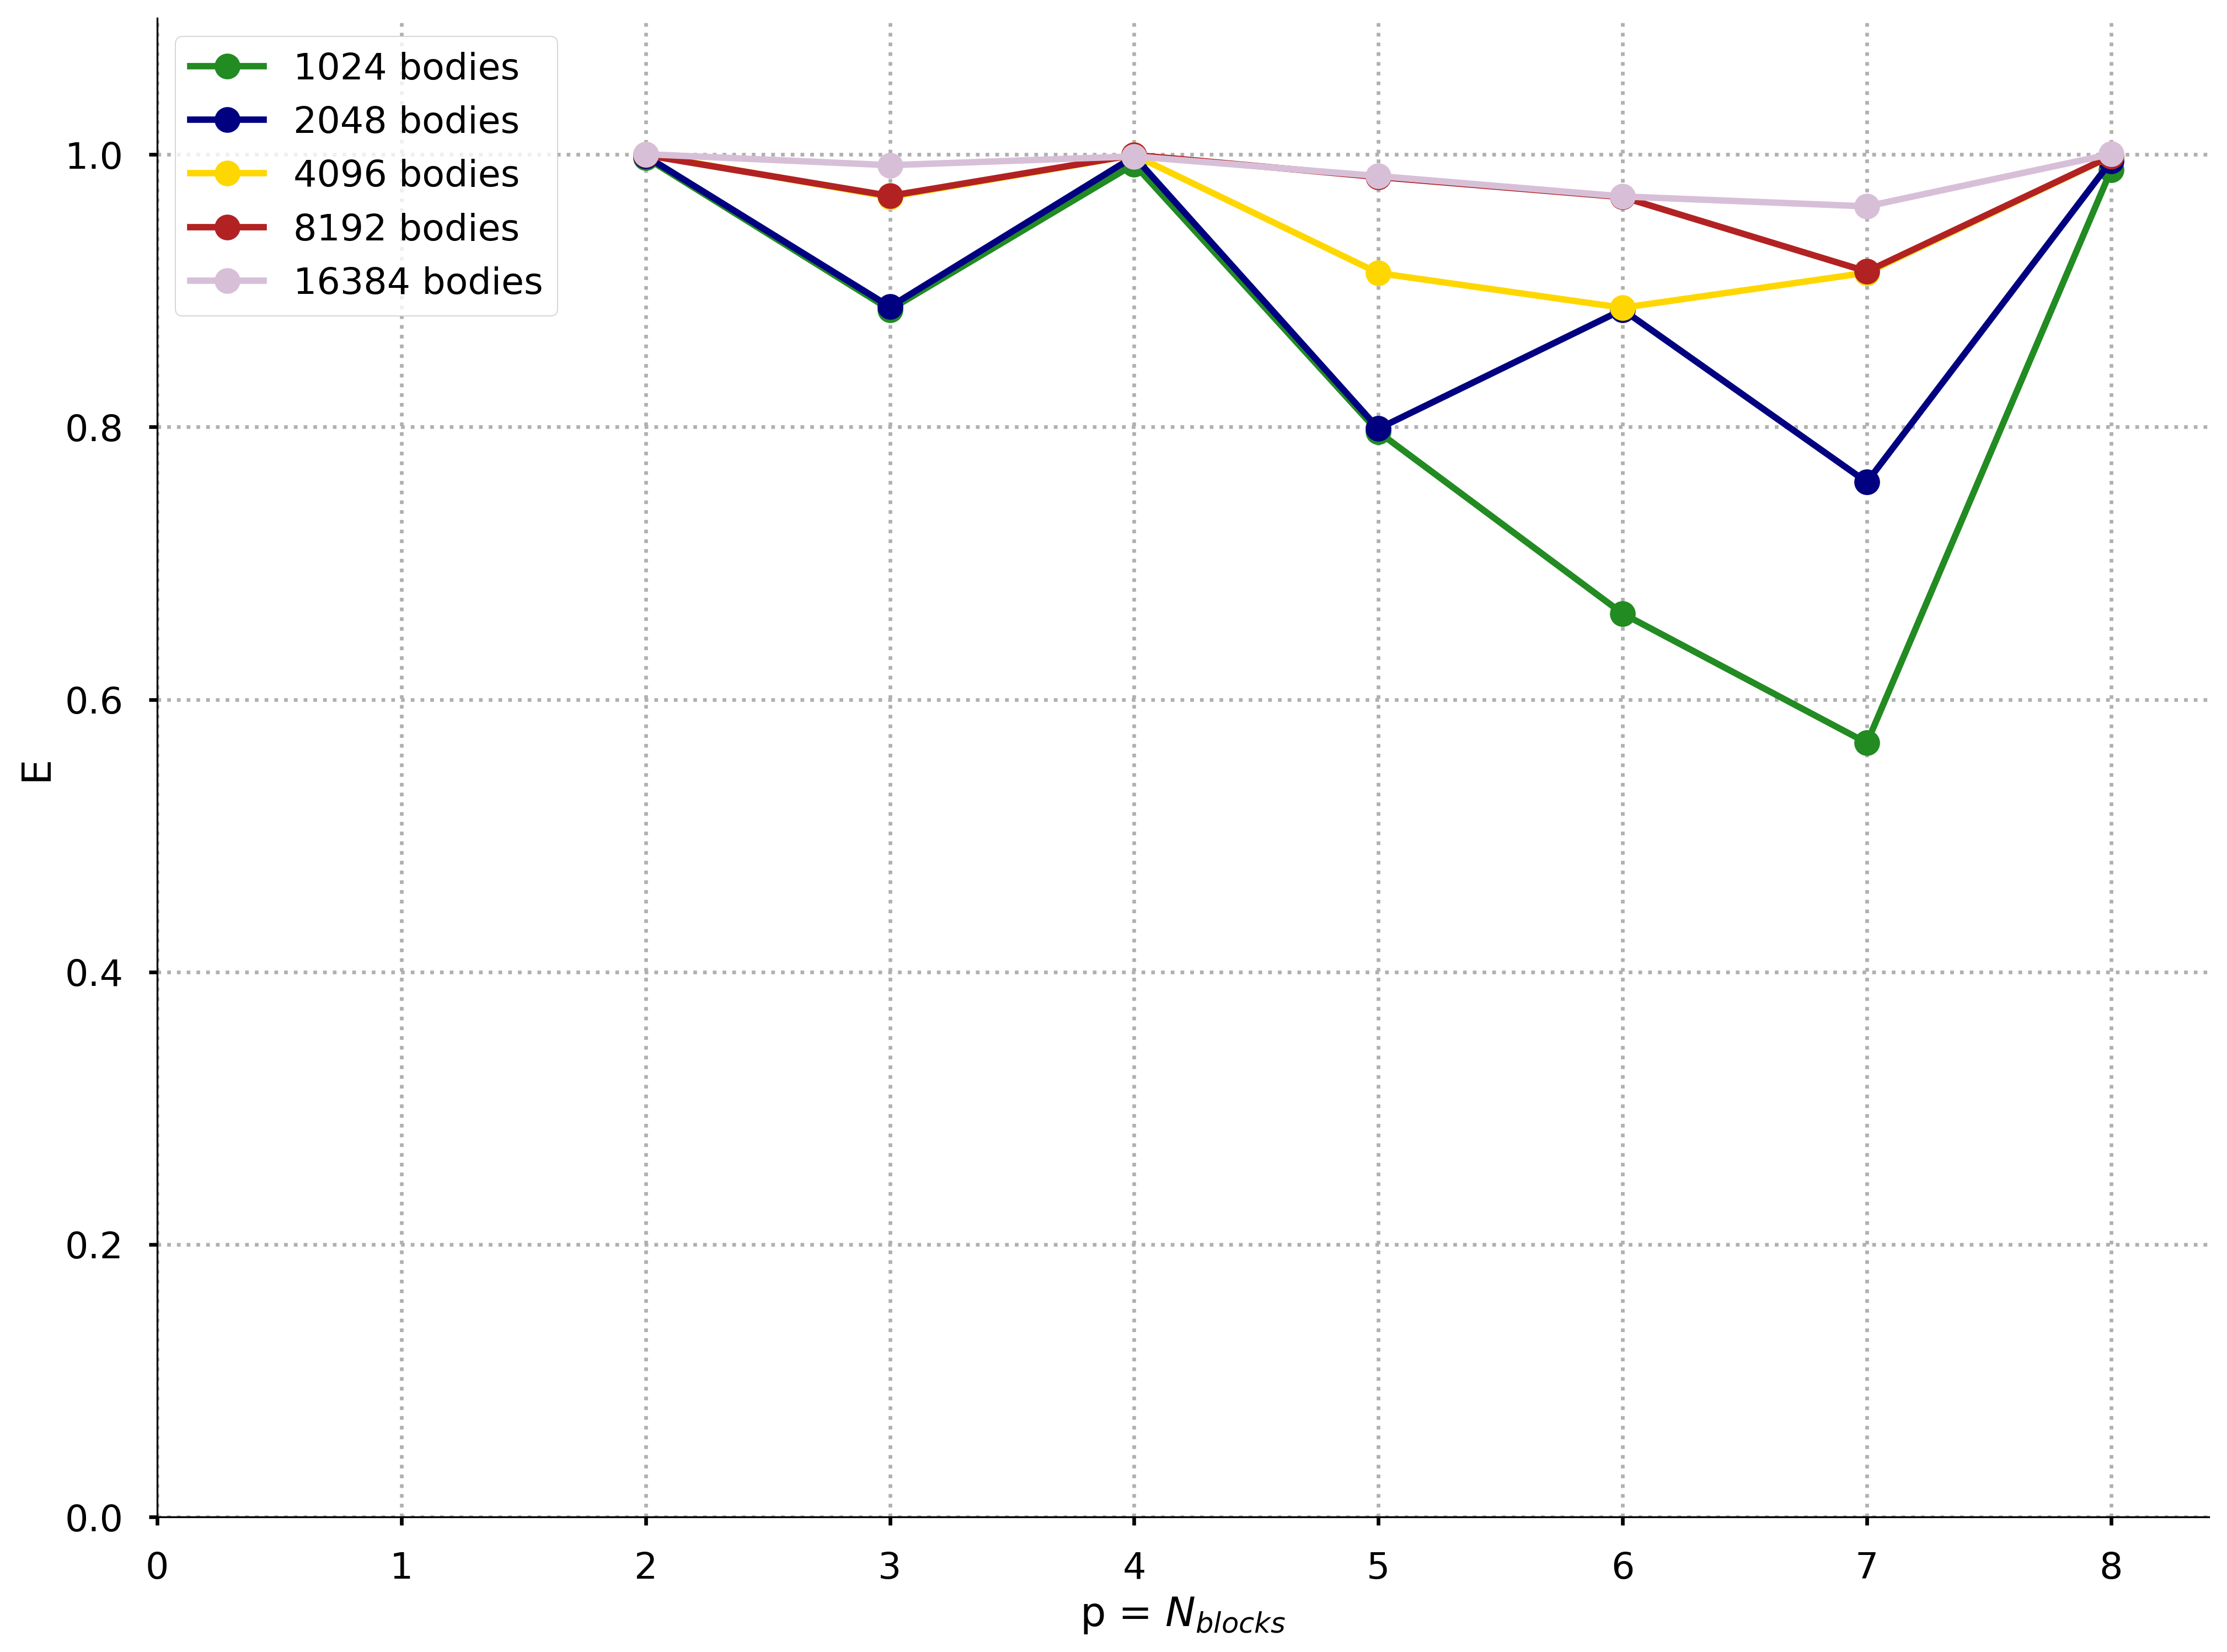 1024 bodies
2048 bodies
4096 bodies
8192 bodies
16384 bodies
1.0
0.8
0.6
0.4
0.2
0.0
E
0 1 2 3 4 5 6 7 8
p = N_blocks